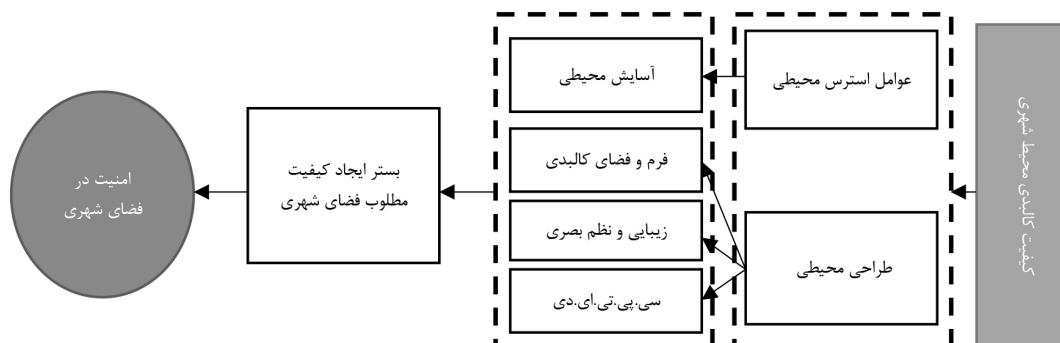 کیفیت کالبدی محیط شهری
عوامل استرس محیطی
طراحی محیطی
آسایش محیطی
فرم و فضای کالبدی
زیبایی و نظم بصری
سی.پی.تی.ای.دی
بستر ایجاد کیفیت
مطلوب فضای شهری
امنیت در
فضای شهری